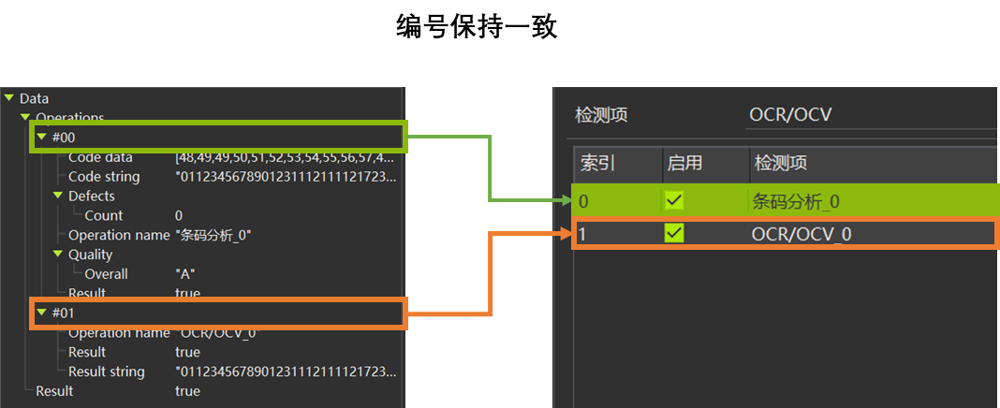 编号保持一致
Data
Operations
#00
Code data [48,49,49,50,51,52,53,54,55,56,57,4...
Code string "0112345678901231112111121723...
Defects
Count 0
Operation name "条码分析_0"
Quality
Overall "A"
Result true
#01
Operation name "OCR/OCV_0"
Result true
Result string "0112345678901231112111121723...
Result true
检测项 OCR/OCV
索引 启用 检测项
0 条码分析_0
1 OCR/OCV_0